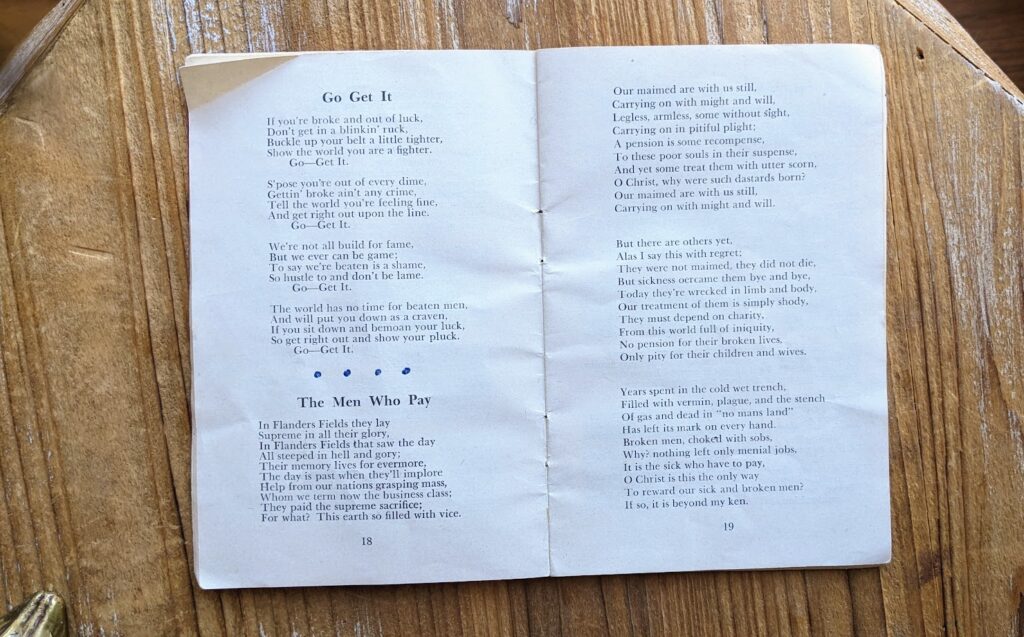 Go Get It
If you're broke and out of luck,
Don't get in a blinkin' ruck,
Buckle up your belt a little tighter,
Show the world you are a fighter.
Go—Get It.
S'pose you're out of every dime,
Gettin' broke ain't any crime,
Tell the world you're feeling fine,
And get right out upon the line.
Go—Get It.
We're not all build for fame,
But we ever can be game;
To say we're beaten is a shame,
So hustle to and don't be lame.
Go—Get It.
The world has no time for beaten men,
And will put you down as a craven,
If you sit down and bemoan your luck,
So get right out and show your pluck.
Go—Get It.
The Men Who Pay
In Flanders Fields they lay
Supreme in all their glory,
In Flanders Fields that saw the day
All steeped in hell and gory;
Their memory lives for evermore,
The day is past when they'll implore
Help from our nations grasping mass,
Whom we term now the business class;
They paid the supreme sacrifice;
For what? This earth so filled with vice.
18
Our maimed are with us still,
Carrying on with might and will,
Legless, armless, some without sight,
Carrying on in pitiful plight;
A pension is some recompense,
To these poor souls in their suspense,
And yet some treat them with utter scorn,
O Christ, why were such dastards born?
Our maimed are with us still,
Carrying on with might and will.
But there are others yet,
Alas I say this with regret;
They were not maimed, they did not die,
But sickness oercame them bye and bye,
Today they're wrecked in limb and body,
Our treatment of them is simply shody,
They must depend on charity,
From this world full of iniquity,
No pension for their broken lives,
Only pity for their children and wives.
Years spent in the cold wet trench,
Filled with vermin, plague, and the stench
Of gas and dead in "no mans land"
Has left its mark on every hand.
Broken men, choked with sobs,
Why? nothing left only menial jobs.
It is the sick who have to pay,
O Christ is this the only way
To reward our sick and broken men?
If so, it is beyond my ken.
19